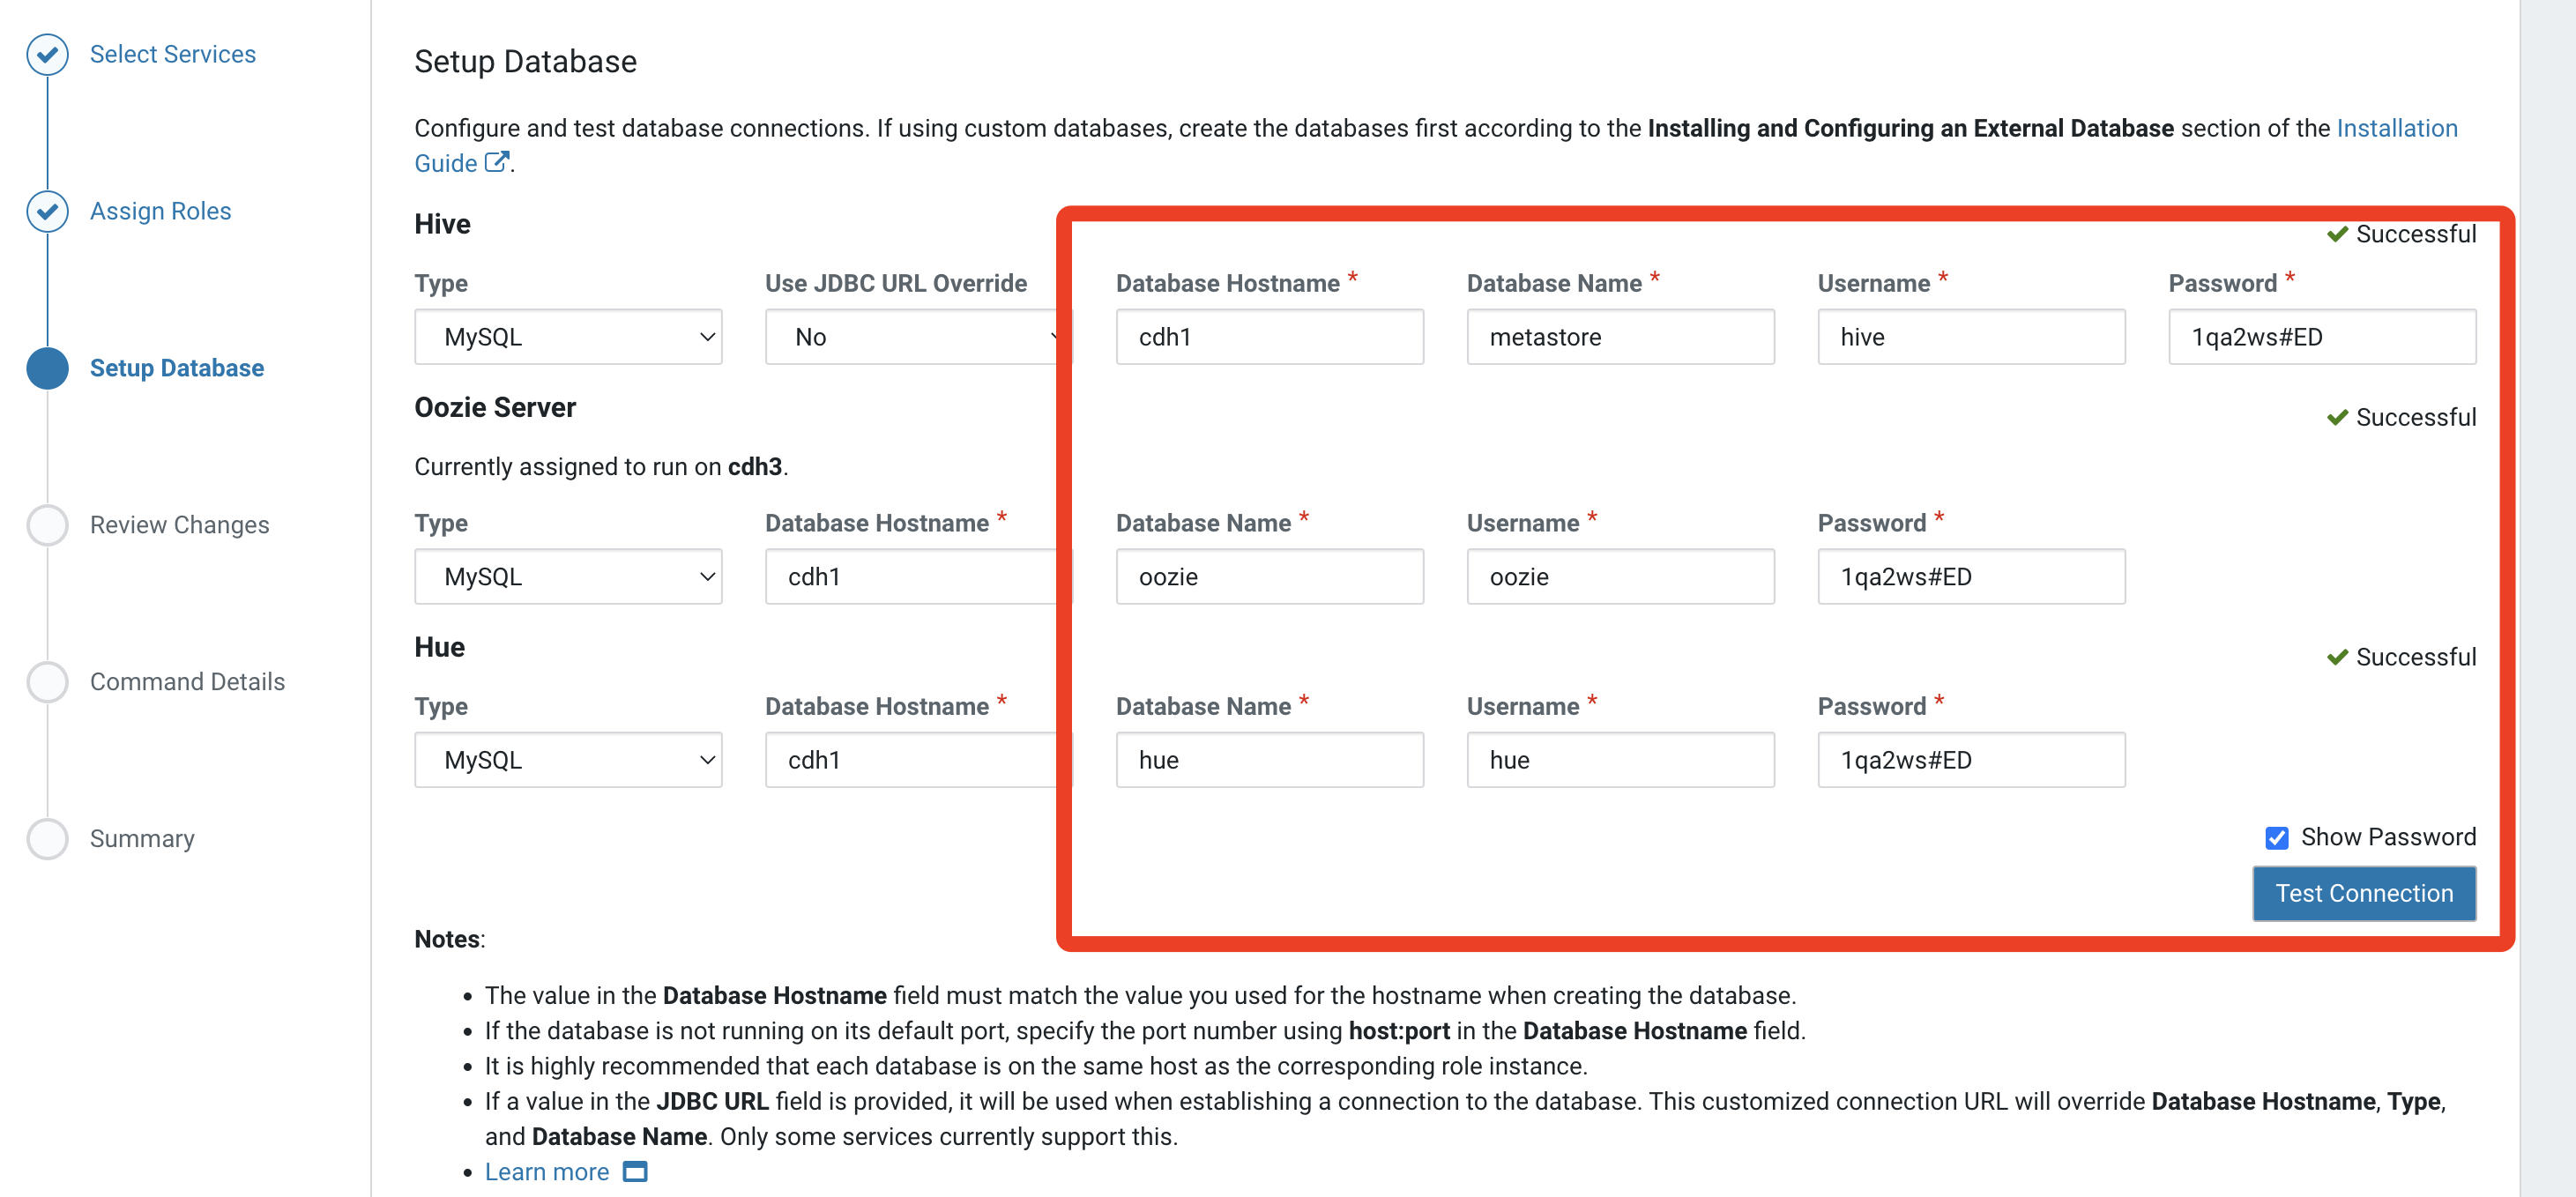 Select Services
Assign Roles
Setup Database
Review Changes
Command Details
Summary
Setup Database
Configure and test database connections. If using custom databases, create the databases first according to the Installing and Configuring an External Database section of the Installation
Guide.
Hive
Successful
Type Use JDBC URL Override Database Hostname * Database Name * Username * Password *
MySQL No cdh1 metastore hive 1qa2ws#ED
Oozie Server
Successful
Currently assigned to run on cdh3.
Type Database Hostname * Database Name * Username * Password *
MySQL cdh1 oozie oozie 1qa2ws#ED
Hue
Successful
Type Database Hostname * Database Name * Username * Password *
MySQL cdh1 hue hue 1qa2ws#ED
Show Password
Test Connection
Notes:
• The value in the Database Hostname field must match the value you used for the hostname when creating the database.
• If the database is not running on its default port, specify the port number using host:port in the Database Hostname field.
• It is highly recommended that each database is on the same host as the corresponding role instance.
• If a value in the JDBC URL field is provided, it will be used when establishing a connection to the database. This customized connection URL will override Database Hostname, Type,
and Database Name. Only some services currently support this.
• Learn more